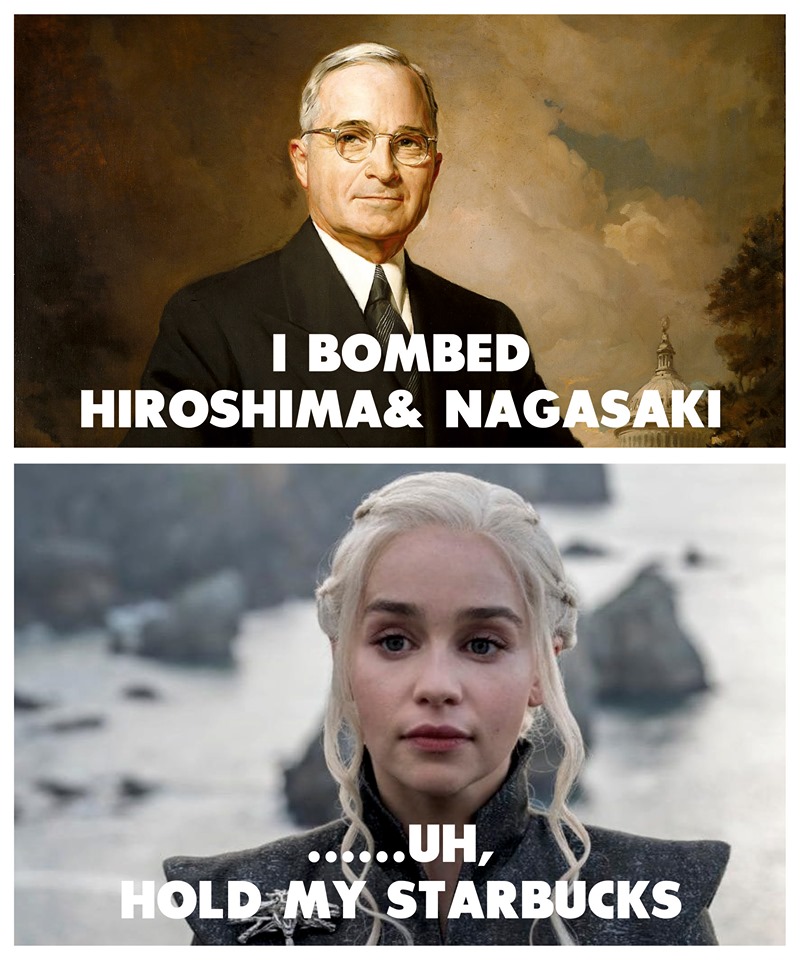 I BOMBED
HIROSHIMA& NAGASAKI
......UH,
HOLD MY STARBUCKS